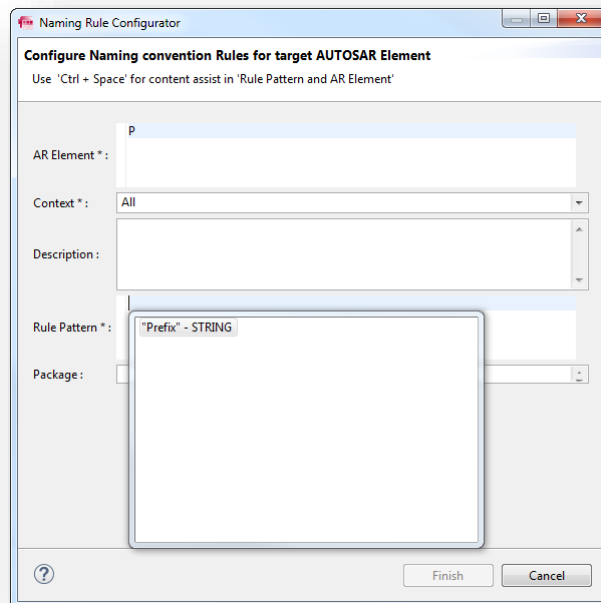 Naming Rule Configurator
Configure Naming convention Rules for target AUTOSAR Element
Use 'Ctrl + Space' for content assist in 'Rule Pattern and AR Element'
P
AR Element * :
Context * :
All
Description :
Rule Pattern * :
"Prefix" - STRING
Package :
Finish
Cancel